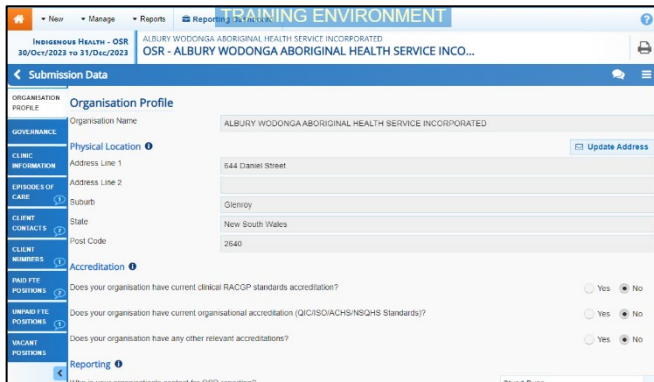 New
Manage
Reports
Reporting
TRAINING ENVIRONMENT
INDIGENOUS HEALTH - OSR
30/OCT/2023 TO 31/DEC/2023
ALBURY WODONGA ABORIGINAL HEALTH SERVICE INCORPORATED
OSR - ALBURY WODONGA ABORIGINAL HEALTH SERVICE INCO...
Submission Data
ORGANISATION PROFILE
GOVERNANCE
CLINIC INFORMATION
EPISODES OF CARE
CLIENT CONTACTS
CLIENT NUMBERS
PAID FTE POSITIONS
UNPAID FTE POSITIONS
VACANT POSITIONS
Organisation Profile
Organisation Name
ALBURY WODONGA ABORIGINAL HEALTH SERVICE INCORPORATED
Physical Location
Update Address
Address Line 1
644 Daniel Street
Address Line 2
Suburb
Glenroy
State
New South Wales
Post Code
2640
Accreditation
Does your organisation have current clinical RACGP standards accreditation?
Yes No
Does your organisation have current organisational accreditation (QIC/ISO/ACHS/NSQHS Standards)?
Yes No
Does your organisation have any other relevant accreditations?
Yes No
Reporting